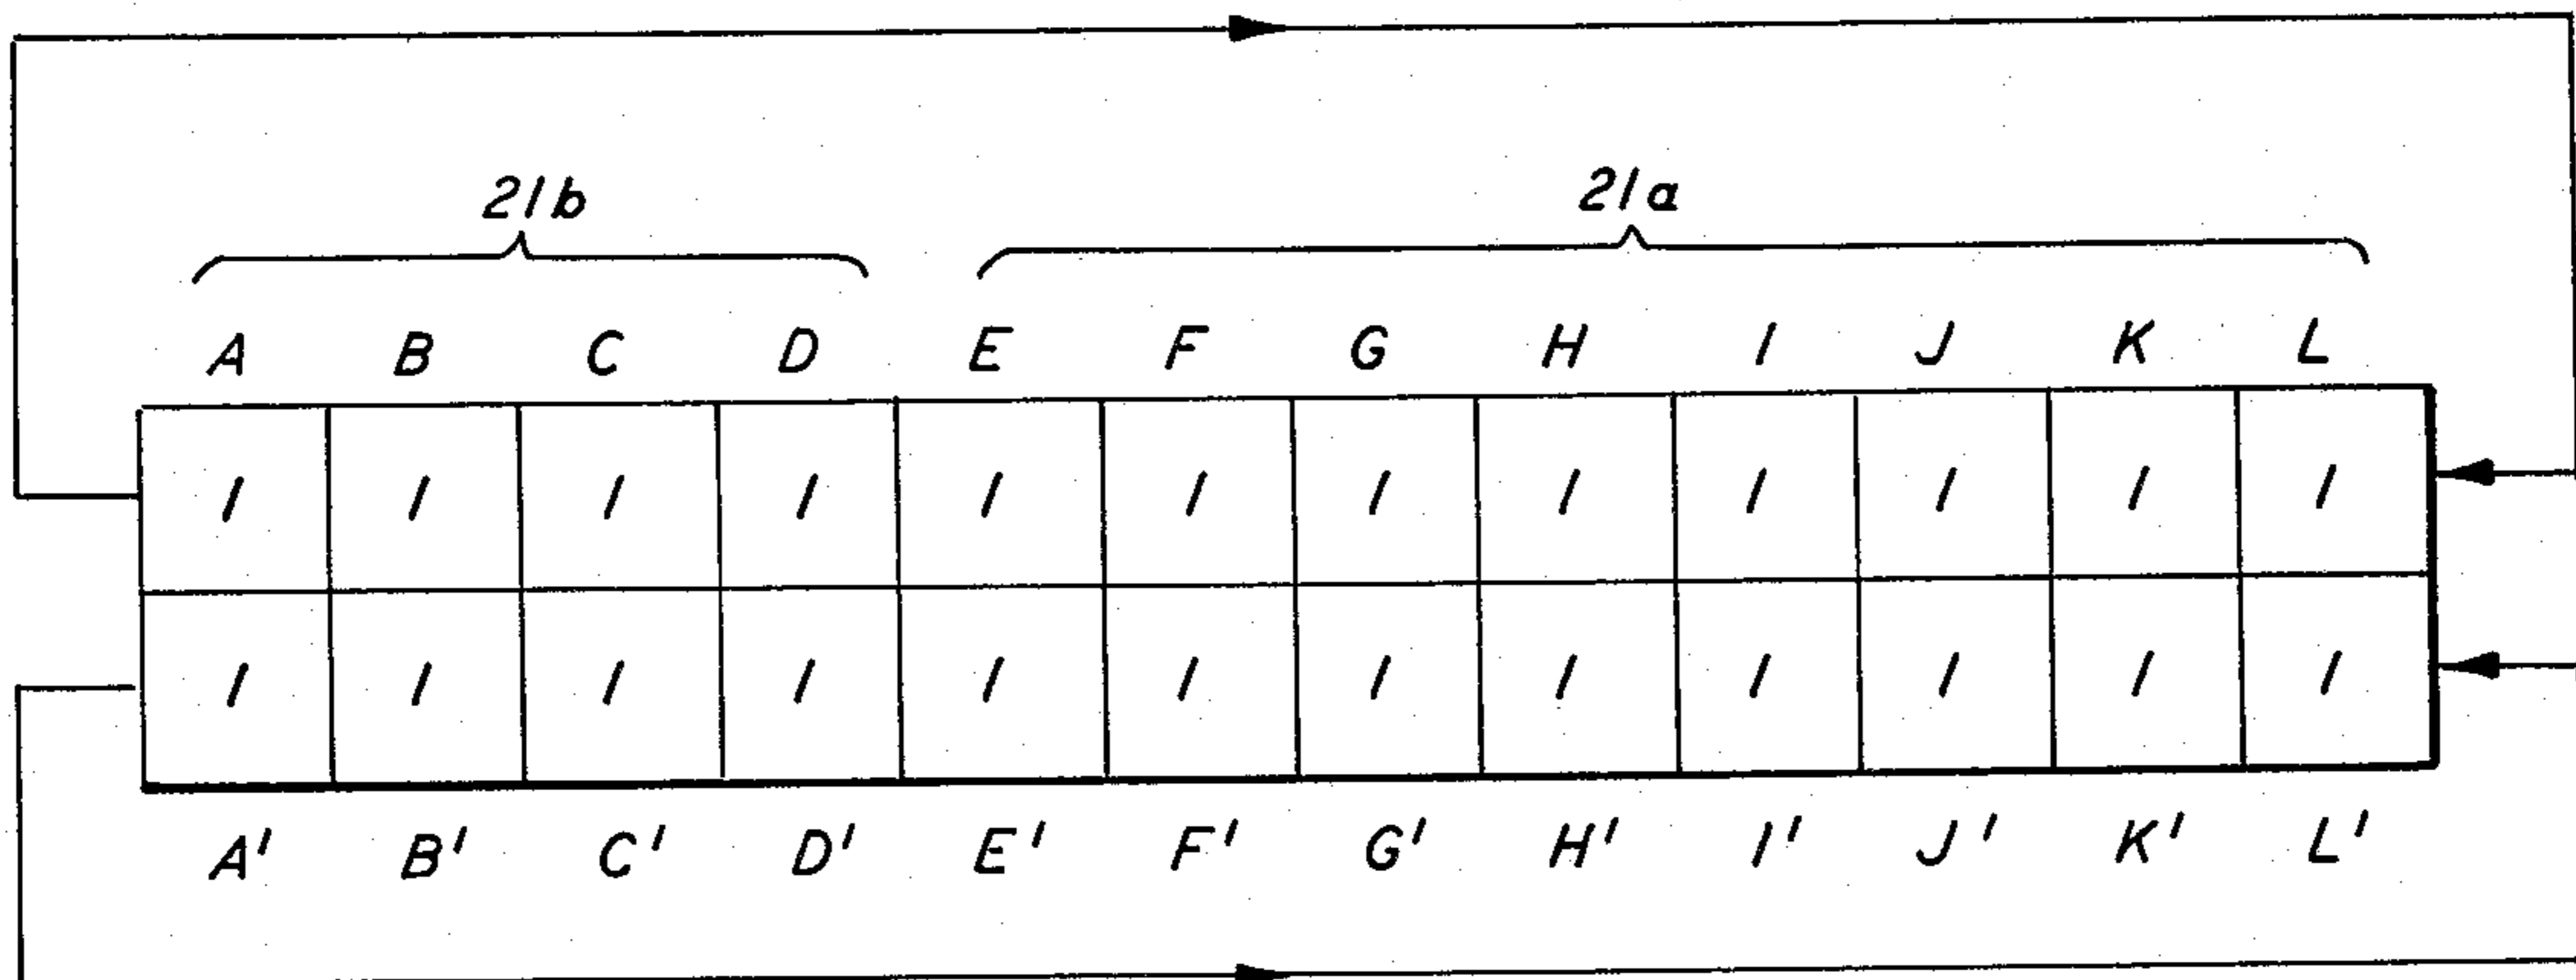 21b 21a
A B C D E F G H I J K L
1 1 1 1 1 1 1 1 1 1 1 1
1 1 1 1 1 1 1 1 1 1 1 1
A' B' C' D' E' F' G' H' I' J' K' L'